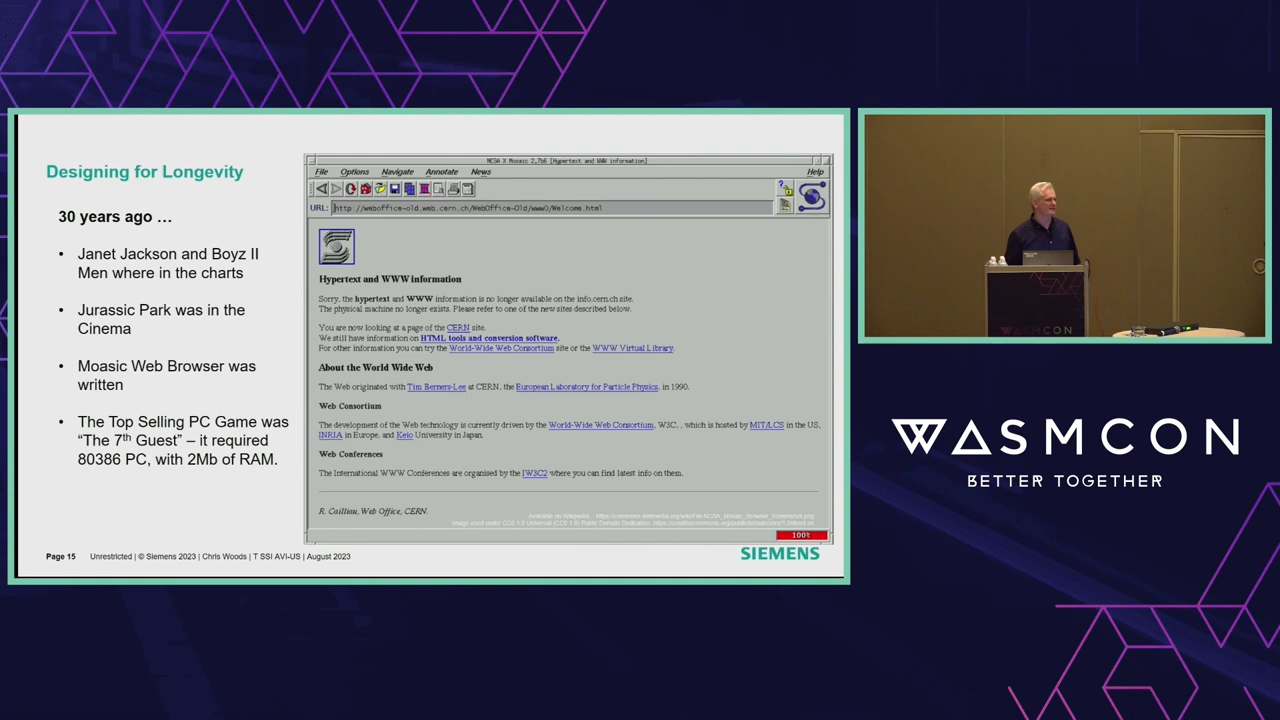 Designing for Longevity
30 years ago …
• Janet Jackson and Boyz II
Men where in the charts
• Jurassic Park was in the
Cinema
• Moasic Web Browser was
written
• The Top Selling PC Game was
“The 7th Guest” – it required
80386 PC, with 2Mb of RAM.
NCSA X Mosaic 2.7b6 [Hypertext and WWW information]
File Options Navigate Annotate News Help
URL: http://weboffice-old.web.cern.ch/WebOffice-Old/www0/Welcome.html
Hypertext and WWW information
Sorry, the hypertext and WWW information is no longer available on the info.cern.ch site.
The physical machine no longer exists. Please refer to one of the new sites described below.
You are now looking at a page of the CERN site.
We still have information on HTML tools and conversion software.
For other information you can try the World-Wide Web Consortium site or the WWW Virtual Library.
About the World Wide Web
The Web originated with Tim Berners-Lee at CERN, the European Laboratory for Particle Physics, in 1990.
Web Consortium
The development of the Web technology is currently driven by the World-Wide Web Consortium, W3C, , which is hosted by MIT/LCS in the US,
INRIA in Europe, and Keio University in Japan.
Web Conferences
The International WWW Conferences are organised by the IW3C2 where you can find latest info on them.
R. Cailliau, Web Office, CERN.
100%
Page 15 Unrestricted | © Siemens 2023 | Chris Woods | T SSI AVI-US | August 2023
SIEMENS
WASMCON
WASMCON
BETTER TOGETHER